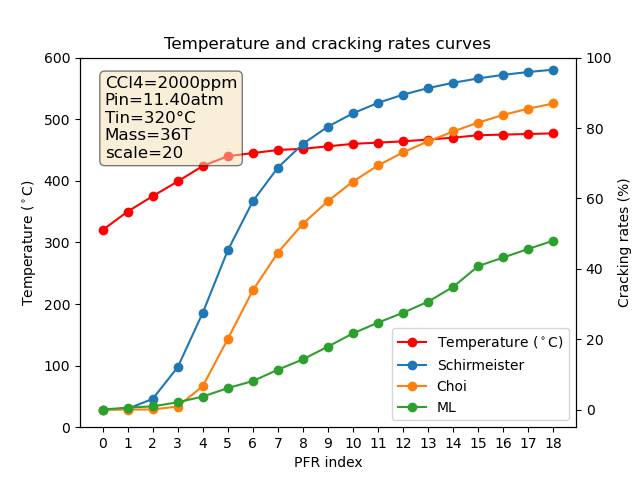 Temperature and cracking rates curves
CCl4=2000ppm
Pin=11.40atm
Tin=320°C
Mass=36T
scale=20
600
500
400
300
200
100
0
Temperature (°C)
100
80
60
40
20
0
Cracking rates (%)
Temperature (°C)
Schirmeister
Choi
ML
0 1 2 3 4 5 6 7 8 9 10 11 12 13 14 15 16 17 18
PFR index